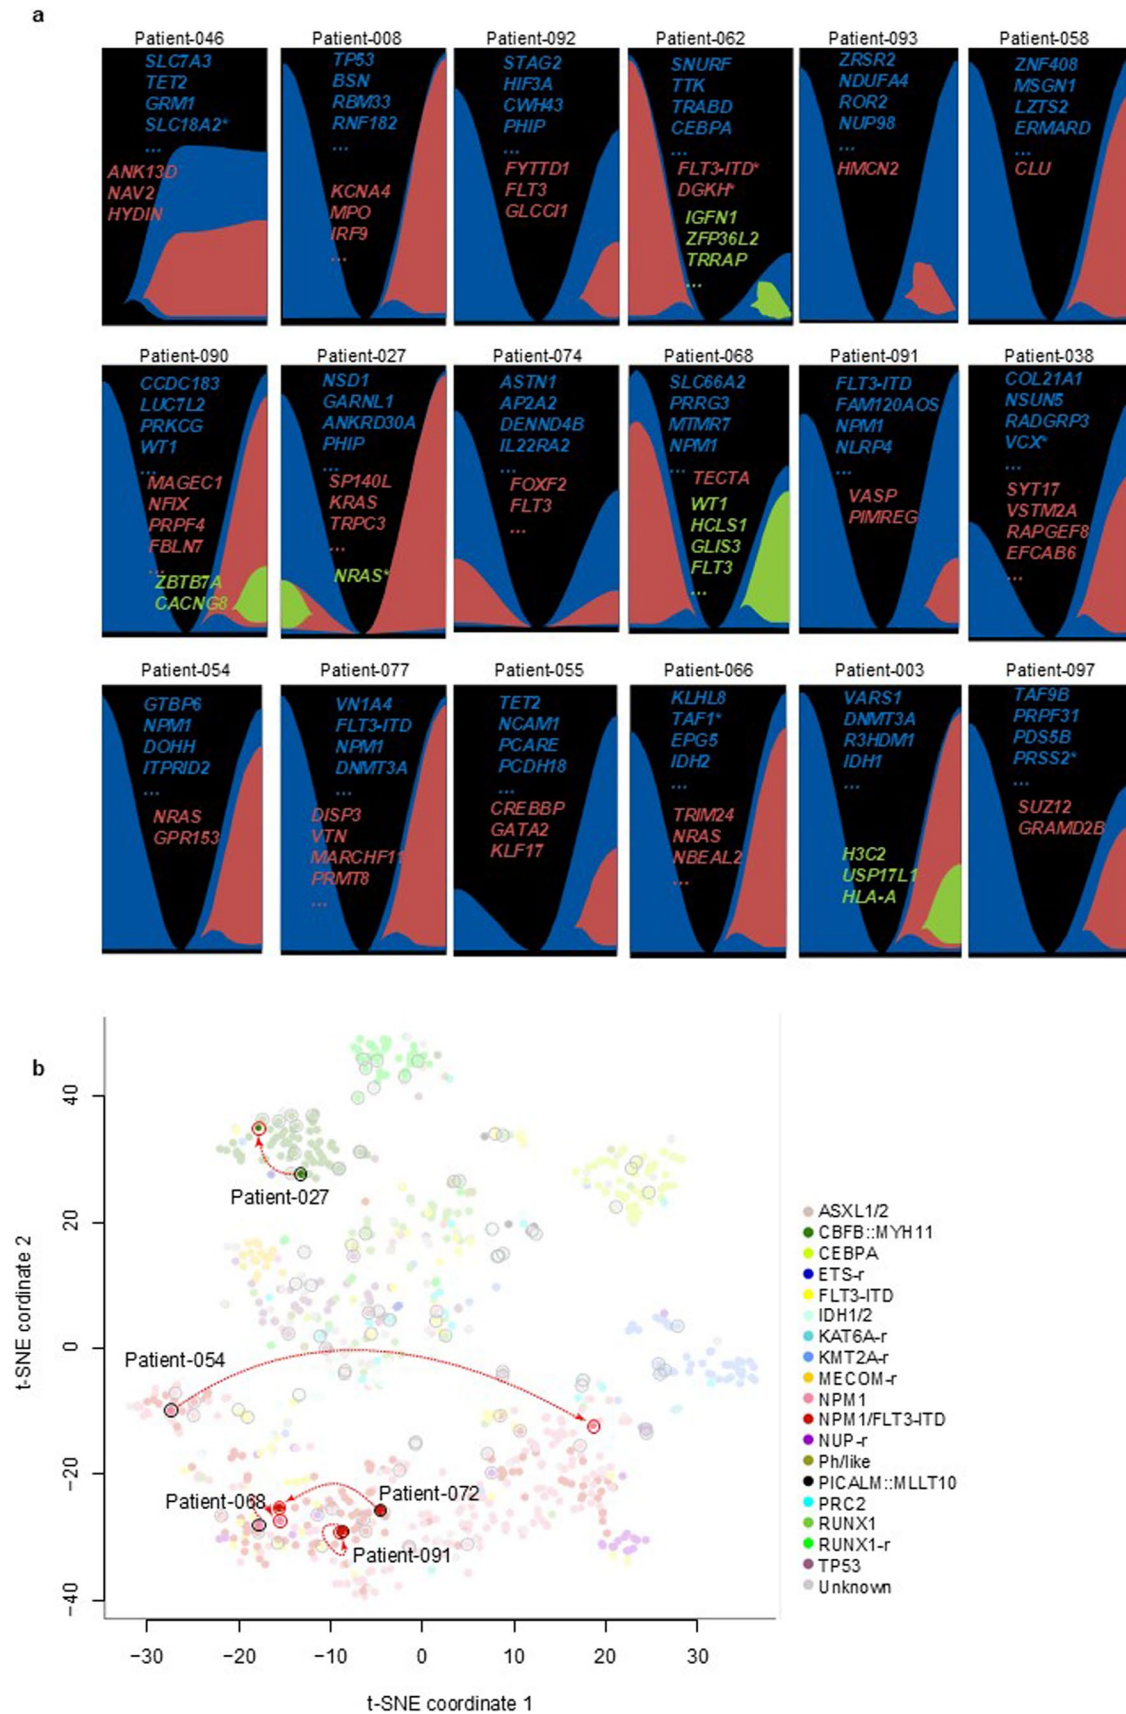 a
Patient-046
SLC7A3
TET2
GRM1
SLC18A2*
...
ANK13D
NAV2
HYDIN
Patient-008
TP53
BSN
RBM33
RNF182
...
KCNA4
MPO
IRF9
...
Patient-092
STAG2
HIF3A
CWH43
PHIP
...
FYTTD1
FLT3
GLCCI1
Patient-062
SNURF
TTK
TRABD
CEBPA
...
FLT3-ITD*
DGKH*
IGFN1
ZFP36L2
TRRAP
...
Patient-093
ZRSR2
NDUFA4
ROR2
NUP98
...
HMCN2
Patient-058
ZNF408
MSGN1
LZTS2
ERMARD
...
CLU
Patient-090
CCDC183
LUC7L2
PRKCG
WT1
...
MAGEC1
NFIX
PRPF4
FBLN7
...
ZBTB7A
CACNG8
Patient-027
NSD1
GARNL1
ANKRD30A
PHIP
...
SP140L
KRAS
TRPC3
...
NRAS*
Patient-074
ASTN1
AP2A2
DENND4B
IL22RA2
...
FOXF2
FLT3
...
Patient-068
SLC66A2
PRRG3
MTMR7
NPM1
...
TECTA
WT1
HCLS1
GLIS3
FLT3
...
Patient-091
FLT3-ITD
FAM120AOS
NPM1
NLRP4
...
VASP
PIMREG
Patient-038
COL21A1
NSUN5
RADGRP3
VCX*
...
SYT17
VSTM2A
RAPGEF8
EFCAB6
...
Patient-054
GTBP6
NPM1
DOHH
ITPRID2
...
NRAS
GPR153
Patient-077
VN1A4
FLT3-ITD
NPM1
DNMT3A
...
DISP3
VTN
MARCHF11
PRMT8
...
Patient-055
TET2
NCAM1
PCARE
PCDH18
...
CREBBP
GATA2
KLF17
Patient-066
KLHL8
TAF1*
EPG5
IDH2
...
TRIM24
NRAS
NBEAL2
...
Patient-003
VARS1
DNMT3A
R3HDM1
IDH1
...
H3C2
USP17L1
HLA-A
Patient-097
TAF9B
PRPF31
PDS5B
PRSS2*
...
SUZ12
GRAMD2B
b
t-SNE cordinate 2
40
20
0
−20
−40
Patient-027
Patient-054
Patient-068
Patient-072
Patient-091
−30
−20
−10
0
10
20
30
t-SNE coordinate 1
ASXL1/2
CBFB::MYH11
CEBPA
ETS-r
FLT3-ITD
IDH1/2
KAT6A-r
KMT2A-r
MECOM-r
NPM1
NPM1/FLT3-ITD
NUP-r
Ph/like
PICALM::MLLT10
PRC2
RUNX1
RUNX1-r
TP53
Unknown